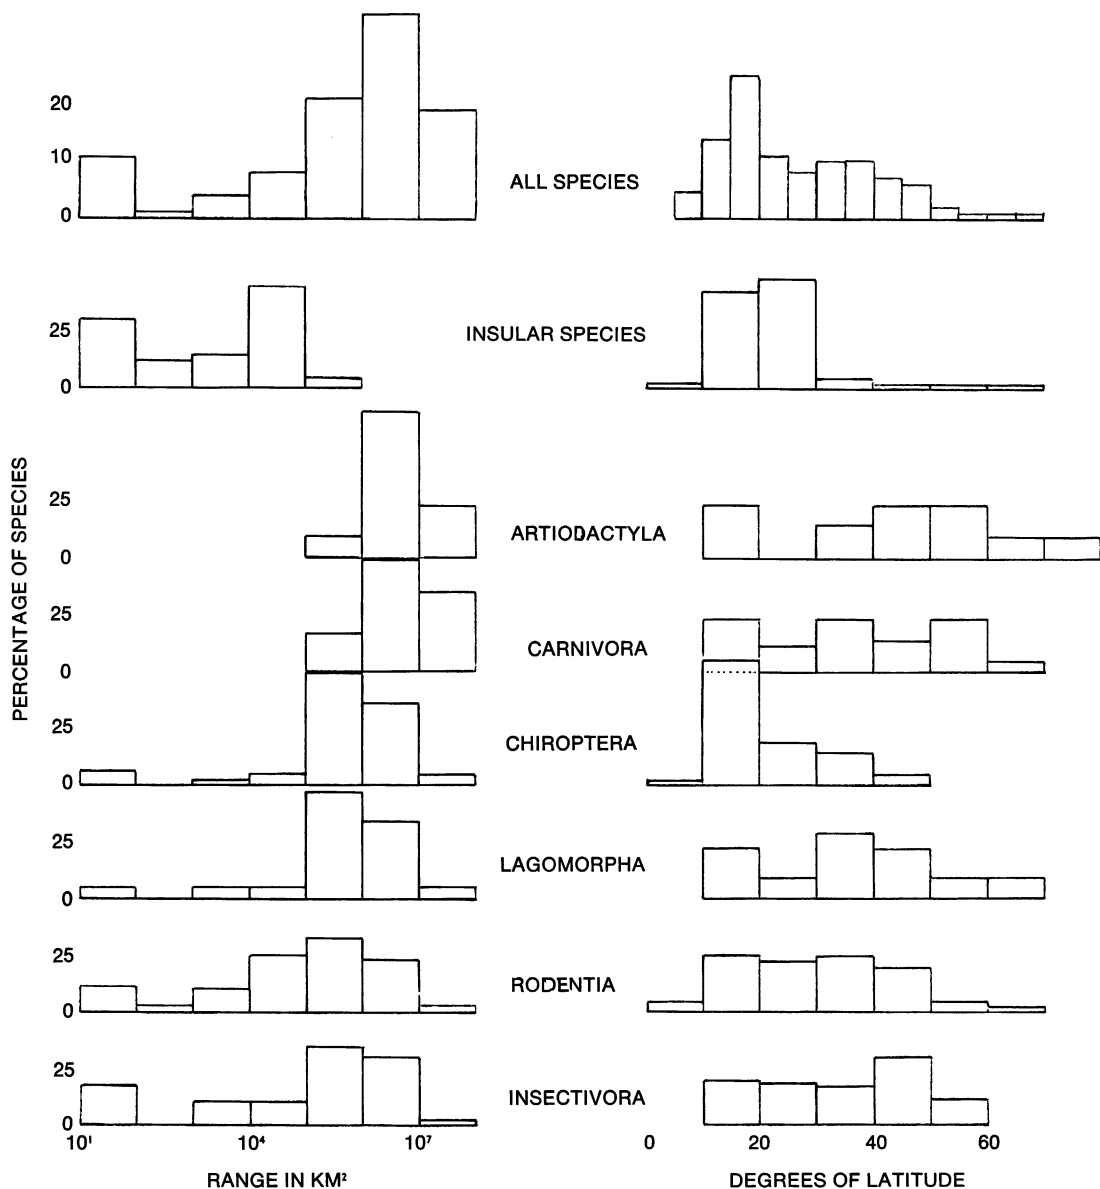 20
10
0
ALL SPECIES
25
0
INSULAR SPECIES
PERCENTAGE OF SPECIES
25
0
ARTIODACTYLA
25
0
CARNIVORA
25
0
CHIROPTERA
25
0
LAGOMORPHA
25
0
RODENTIA
25
0
INSECTIVORA
10¹ 10⁴ 10⁷
0 20 40 60
RANGE IN KM²
DEGREES OF LATITUDE